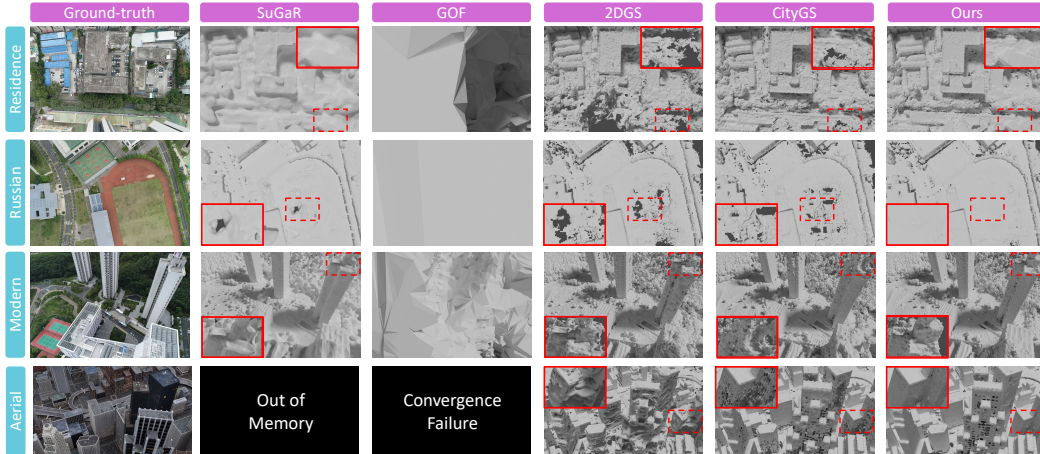 Ground-truth SuGaR GOF 2DGS CityGS Ours
Residence
Russian
Modern
Aerial
Out of
Memory
Convergence
Failure